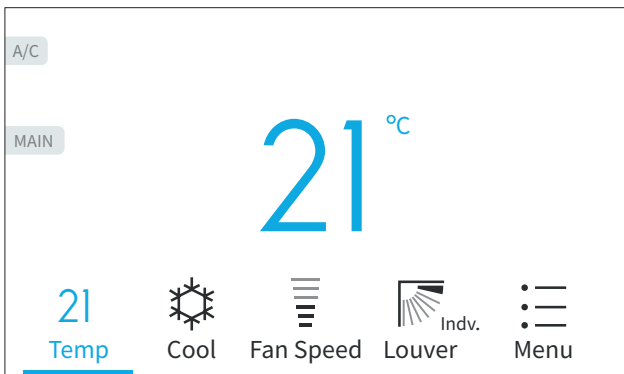 A/C
MAIN
21 °C
21
Temp
Cool
Fan Speed
Indv.
Louver
Menu